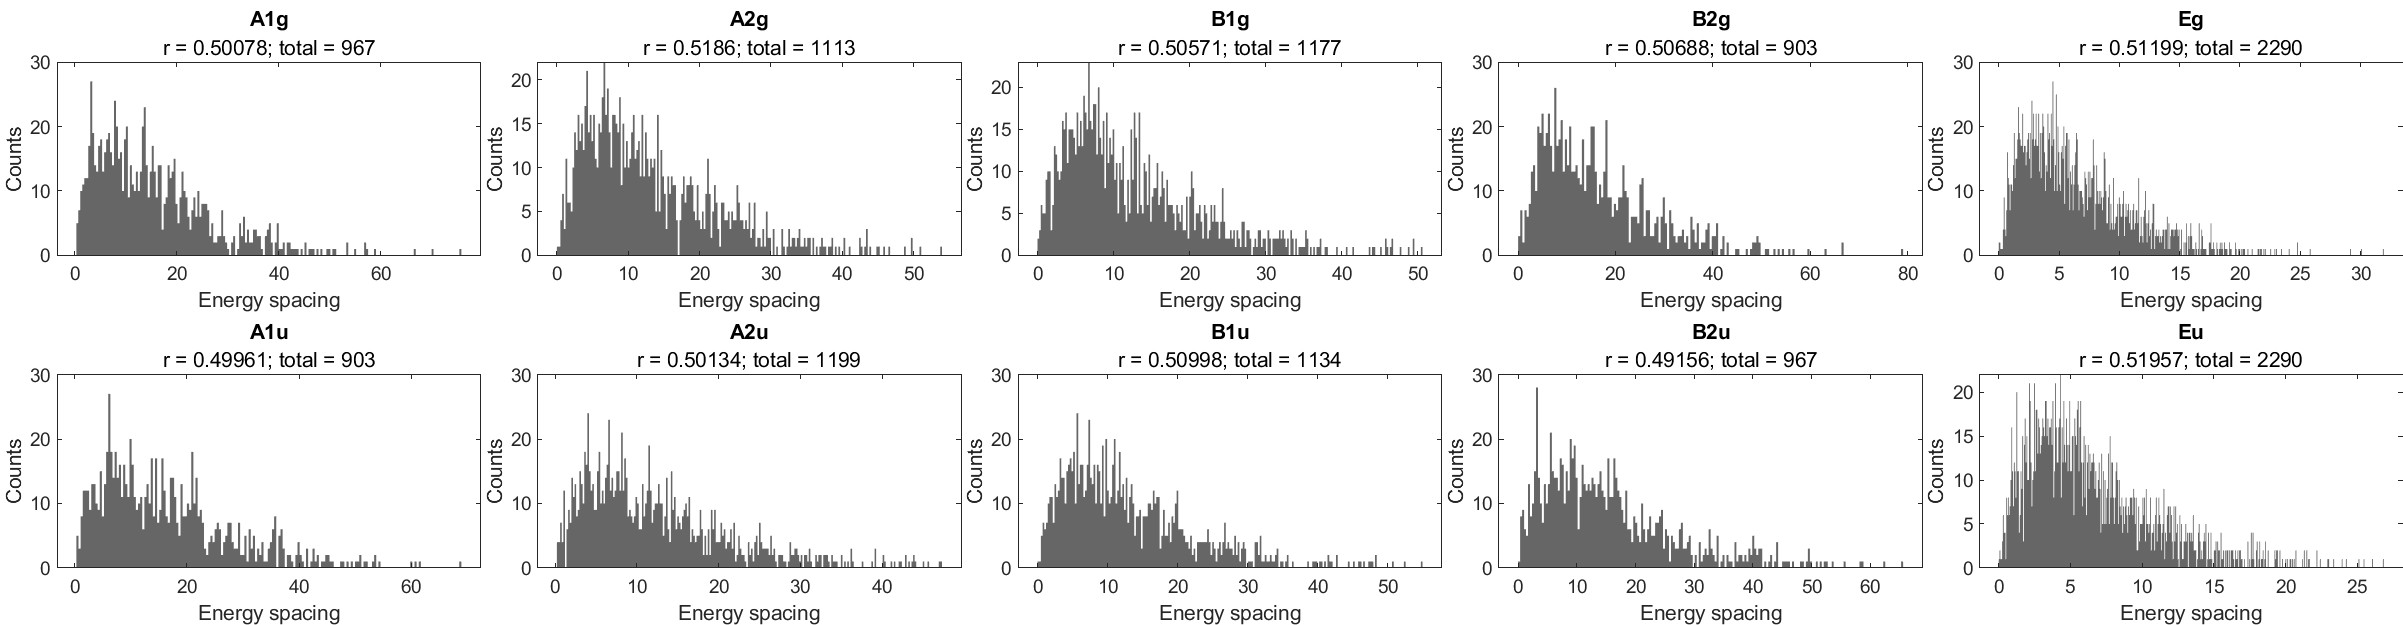 A1g
r = 0.50078; total = 967
30
20
10
0
Counts
0 20 40 60
Energy spacing
A2g
r = 0.5186; total = 1113
20
15
10
5
0
Counts
0 10 20 30 40 50
Energy spacing
B1g
r = 0.50571; total = 1177
20
15
10
5
0
Counts
0 10 20 30 40 50
Energy spacing
B2g
r = 0.50688; total = 903
30
20
10
0
Counts
0 20 40 60 80
Energy spacing
Eg
r = 0.51199; total = 2290
30
20
10
0
Counts
0 5 10 15 20 25 30
Energy spacing
A1u
r = 0.49961; total = 903
30
20
10
0
Counts
0 20 40 60
Energy spacing
A2u
r = 0.50134; total = 1199
30
20
10
0
Counts
0 10 20 30 40
Energy spacing
B1u
r = 0.50998; total = 1134
30
20
10
0
Counts
0 10 20 30 40 50
Energy spacing
B2u
r = 0.49156; total = 967
30
20
10
0
Counts
0 10 20 30 40 50 60
Energy spacing
Eu
r = 0.51957; total = 2290
20
15
10
5
0
Counts
0 5 10 15 20 25
Energy spacing